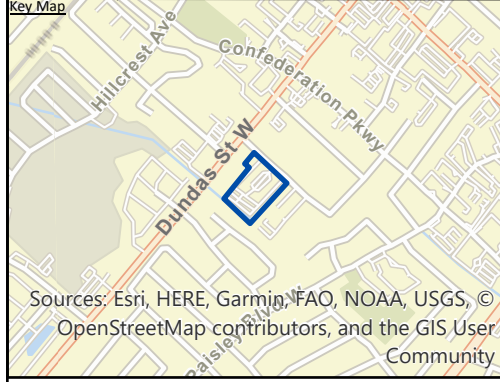 Key Map
Hillcrest Ave
Confederation Pkwy
Dundas St W
Paisley Blvd W
Sources: Esri, HERE, Garmin, FAO, NOAA, USGS, ©
OpenStreetMap contributors, and the GIS User
Community